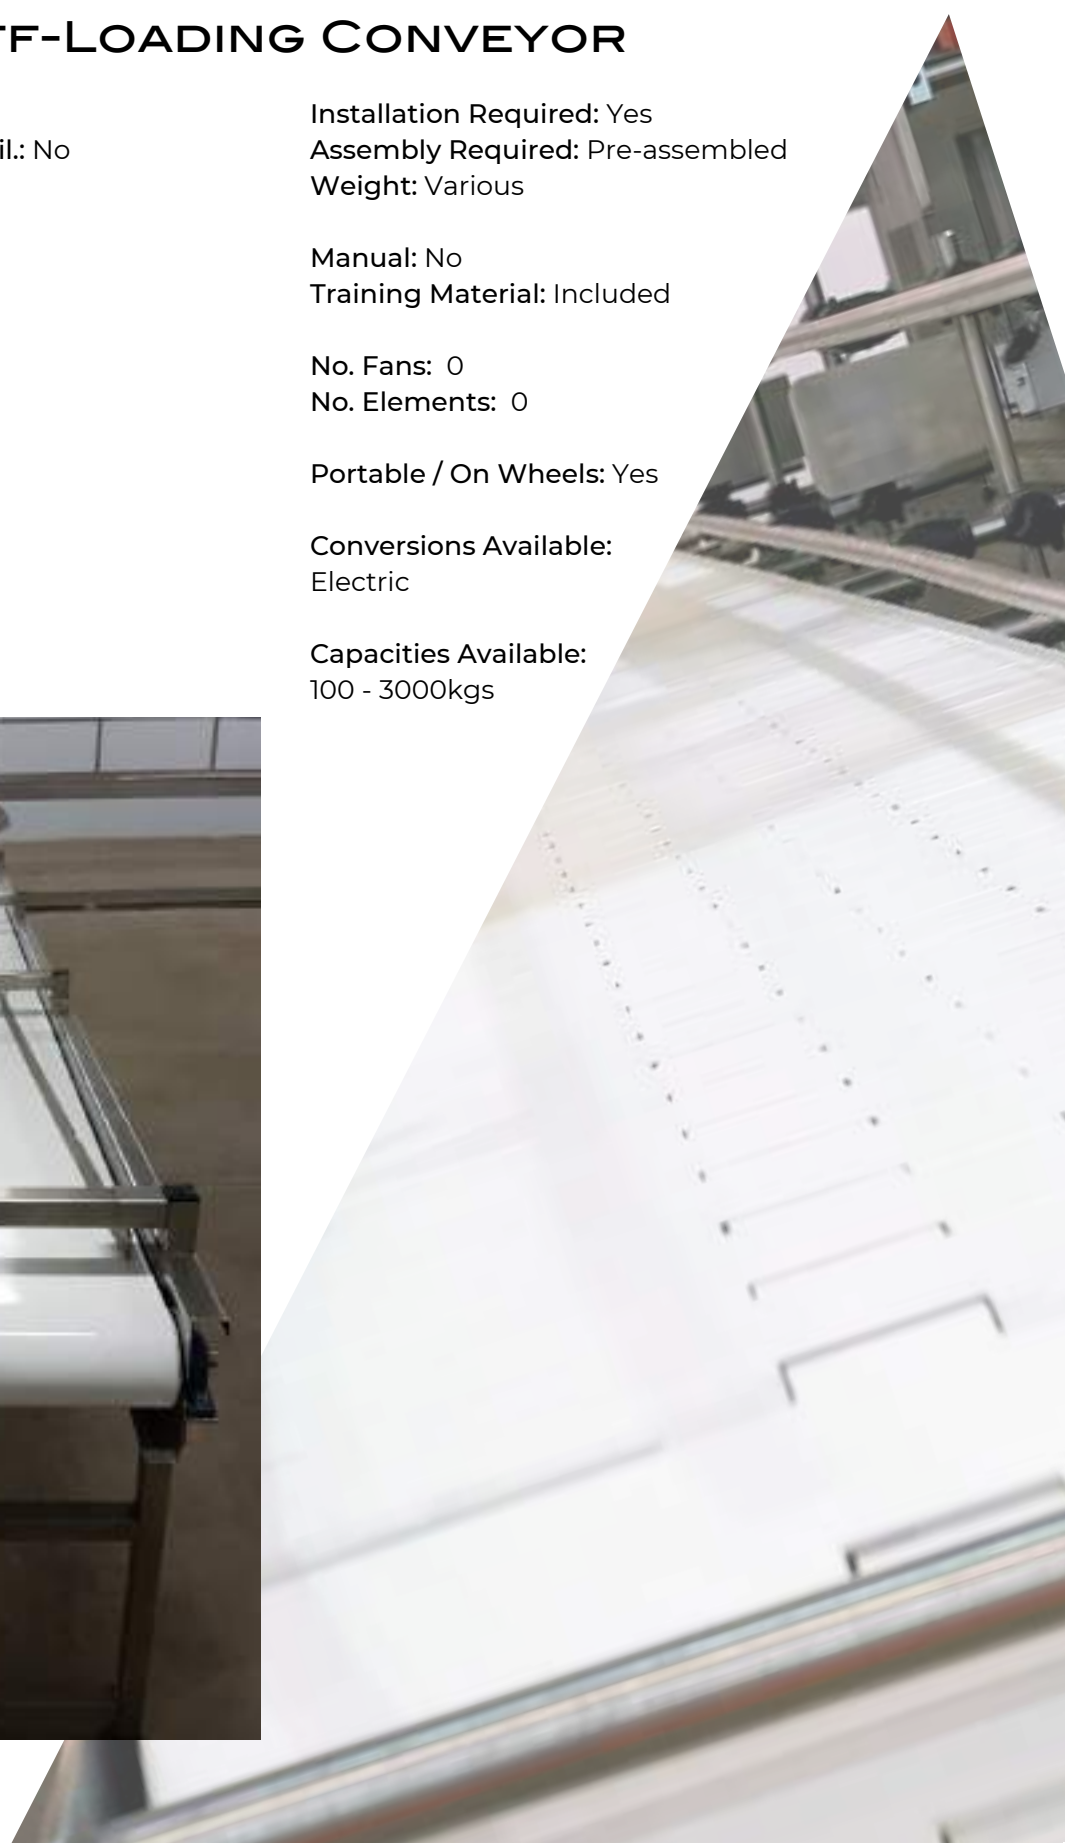 TF-LOADING CONVEYOR
il.: No
Installation Required: Yes
Assembly Required: Pre-assembled
Weight: Various
Manual: No
Training Material: Included
No. Fans: 0
No. Elements: 0
Portable / On Wheels: Yes
Conversions Available:
Electric
Capacities Available:
100 - 3000kgs